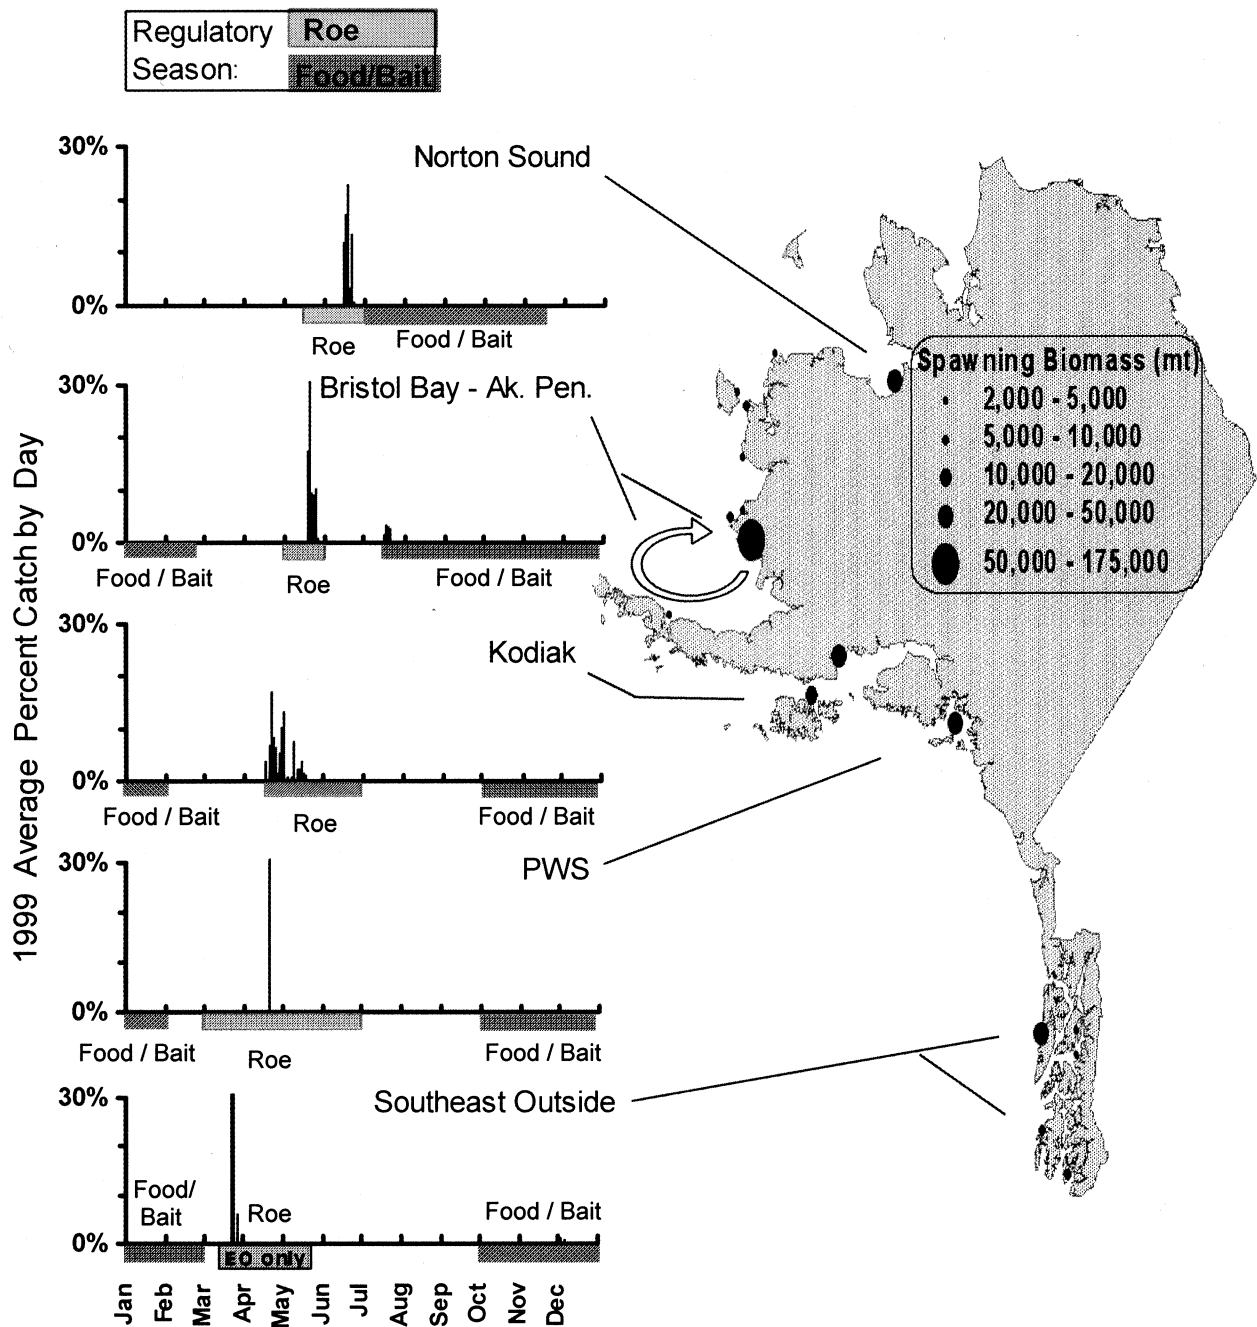 Regulatory Roe
Season: Food/Bait
30%
Norton Sound
0%
Roe
Food / Bait
30%
Bristol Bay - Ak. Pen.
0%
Food / Bait
Roe
Food / Bait
30%
Kodiak
0%
Food / Bait
Roe
Food / Bait
30%
PWS
0%
Food / Bait
Roe
Food / Bait
30%
Southeast Outside
Food/
Bait
Roe
Food / Bait
0%
EO only
Jan Feb Mar Apr May Jun Jul Aug Sep Oct Nov Dec
1999 Average Percent Catch by Day
Spawning Biomass (mt)
2,000 - 5,000
5,000 - 10,000
10,000 - 20,000
20,000 - 50,000
50,000 - 175,000